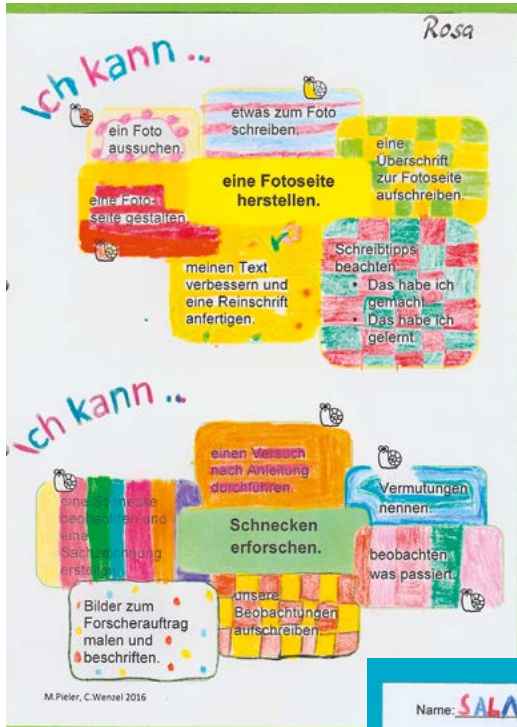 Rosa
Ich kann ...
ein Foto
aussuchen.
etwas zum Foto
schreiben.
eine
Überschrift
zur Fotoseite
aufschreiben.
eine Foto-
seite gestalten.
eine Fotoseite
herstellen.
meinen Text
verbessern und
eine Reinschrift
anfertigen.
Schreibtipps
beachten
• Das habe ich
gemacht.
• Das habe ich
gelernt.
Ich kann ...
einen Versuch
nach Anleitung
durchführen.
eine Schnecke
beobachten und
eine
Sachzeichnung
erstellen
Schnecken
erforschen.
Vermutungen
nennen.
beobachten,
was passiert.
Bilder zum
Forscherauftrag
malen und
beschriften.
unsere
Beobachtungen
aufschreiben.
M.Pieler, C.Wenzel 2016
Name: